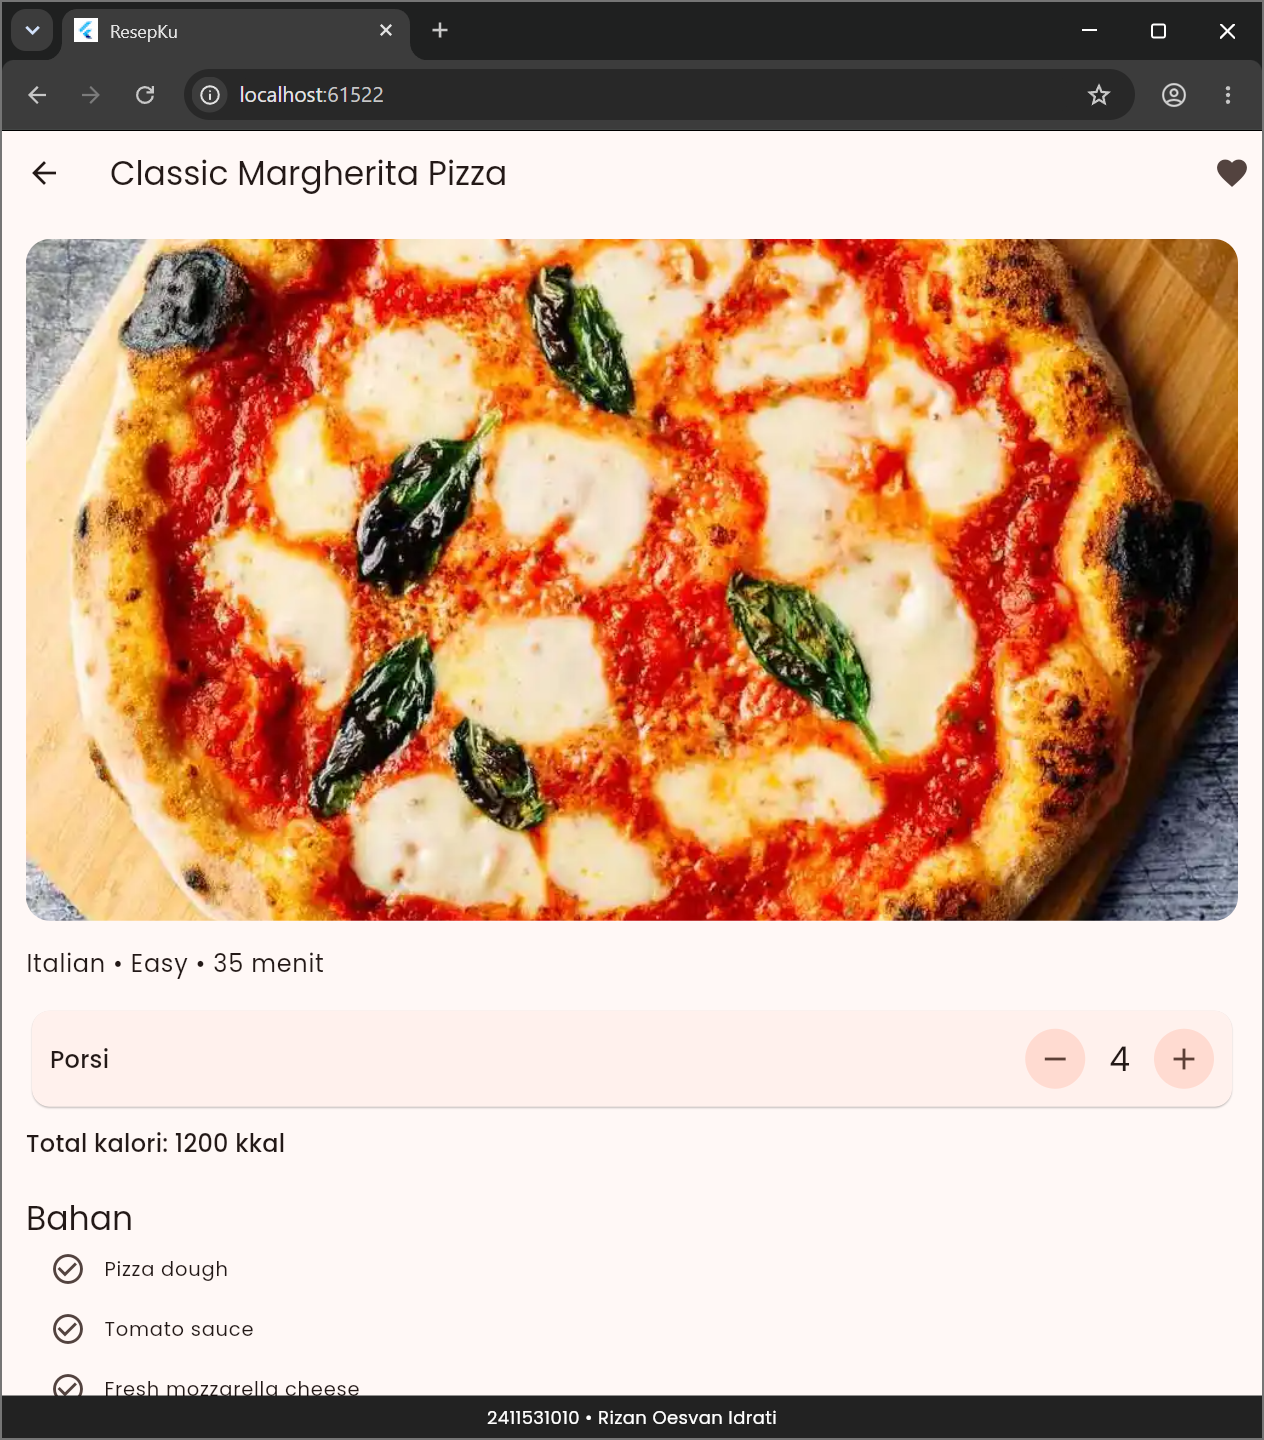 ResepKu
localhost:61522
Classic Margherita Pizza
Italian • Easy • 35 menit
Porsi
4
Total kalori: 1200 kkal
Bahan
Pizza dough
Tomato sauce
Fresh mozzarella cheese
2411531010 • Rizan Oesvan Idrati